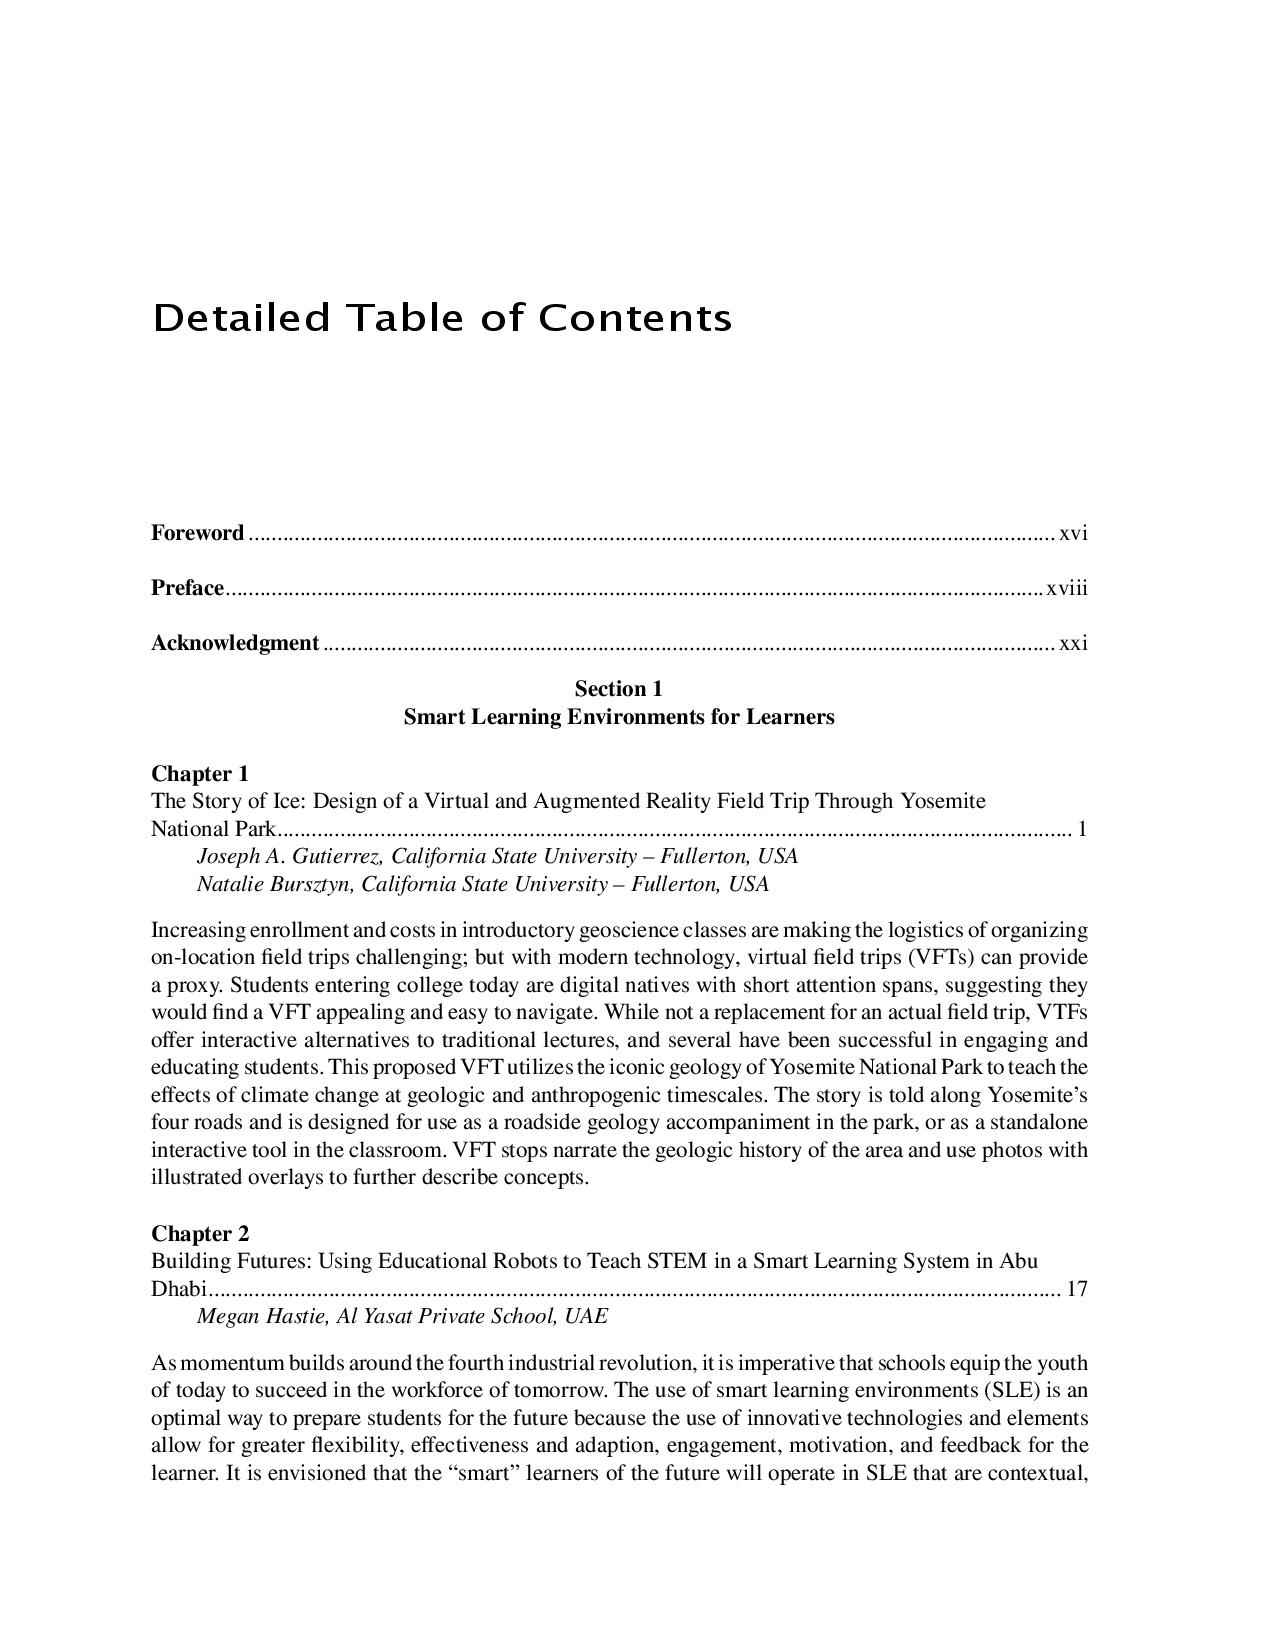 Detailed Table of Contents
Foreword ............................................................................................................................................. xvi
Preface............................................................................................................................................... xviii
Acknowledgment ................................................................................................................................ xxi
Section 1
Smart Learning Environments for Learners
Chapter 1
The Story of Ice: Design of a Virtual and Augmented Reality Field Trip Through Yosemite
National Park........................................................................................................................................... 1
Joseph A. Gutierrez, California State University – Fullerton, USA
Natalie Bursztyn, California State University – Fullerton, USA
Increasing enrollment and costs in introductory geoscience classes are making the logistics of organizing
on-location field trips challenging; but with modern technology, virtual field trips (VFTs) can provide
a proxy. Students entering college today are digital natives with short attention spans, suggesting they
would find a VFT appealing and easy to navigate. While not a replacement for an actual field trip, VTFs
offer interactive alternatives to traditional lectures, and several have been successful in engaging and
educating students. This proposed VFT utilizes the iconic geology of Yosemite National Park to teach the
effects of climate change at geologic and anthropogenic timescales. The story is told along Yosemite’s
four roads and is designed for use as a roadside geology accompaniment in the park, or as a standalone
interactive tool in the classroom. VFT stops narrate the geologic history of the area and use photos with
illustrated overlays to further describe concepts.
Chapter 2
Building Futures: Using Educational Robots to Teach STEM in a Smart Learning System in Abu
Dhabi..................................................................................................................................................... 17
Megan Hastie, Al Yasat Private School, UAE
As momentum builds around the fourth industrial revolution, it is imperative that schools equip the youth
of today to succeed in the workforce of tomorrow. The use of smart learning environments (SLE) is an
optimal way to prepare students for the future because the use of innovative technologies and elements
allow for greater flexibility, effectiveness and adaption, engagement, motivation, and feedback for the
learner. It is envisioned that the “smart” learners of the future will operate in SLE that are contextual,